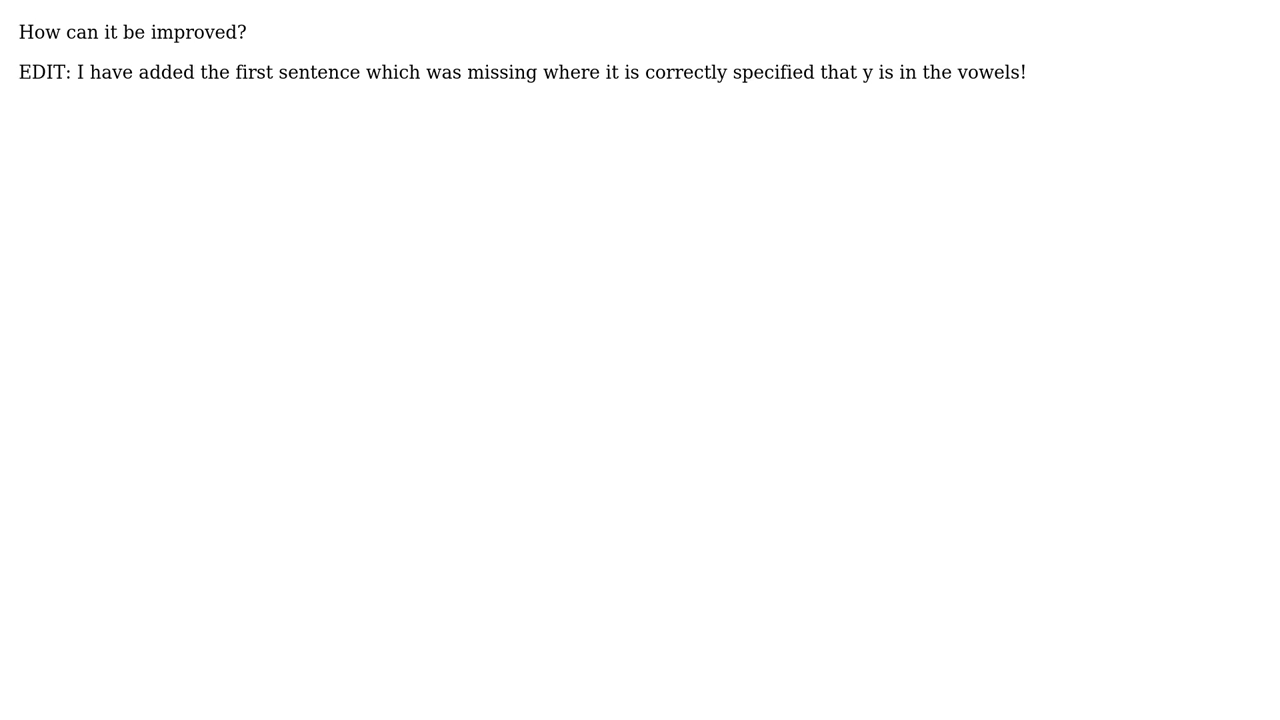 How can it be improved?
EDIT: I have added the first sentence which was missing where it is correctly specified that y is in the vowels!